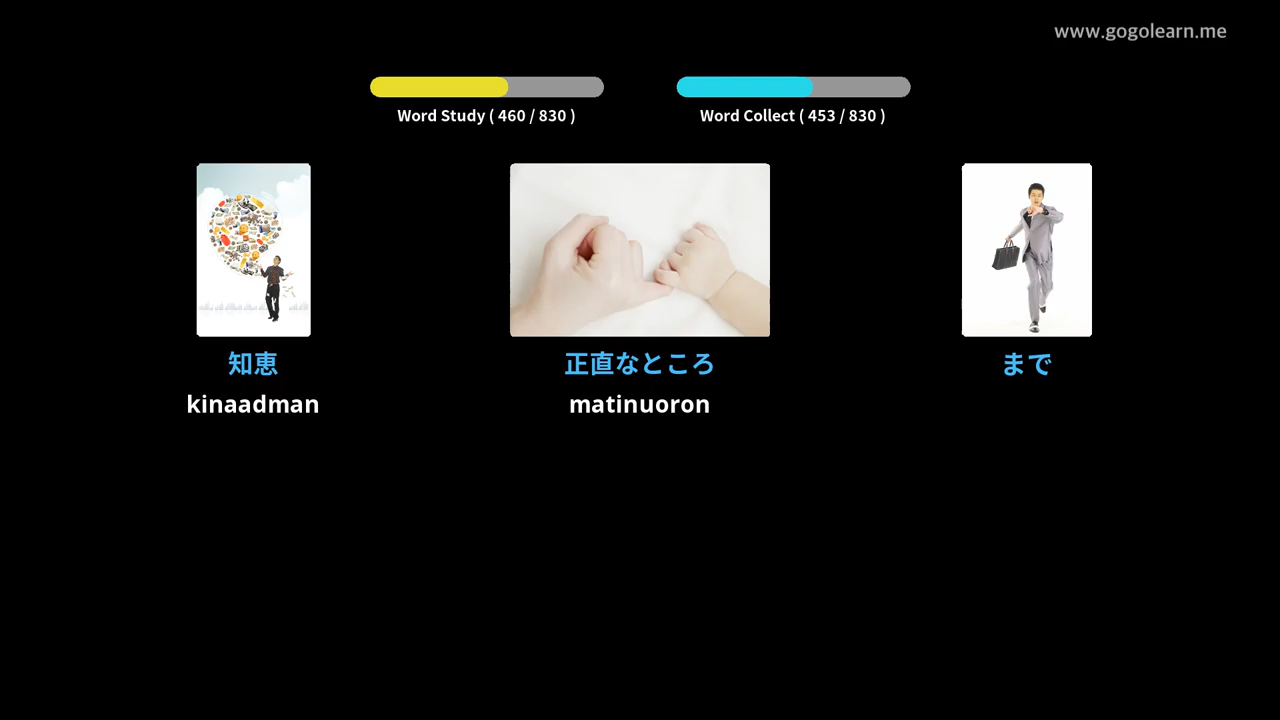 www.gogolearn.me
Word Study ( 460 / 830 )
Word Collect ( 453 / 830 )
知恵
kinaadman
正直なところ
matinuoron
まで